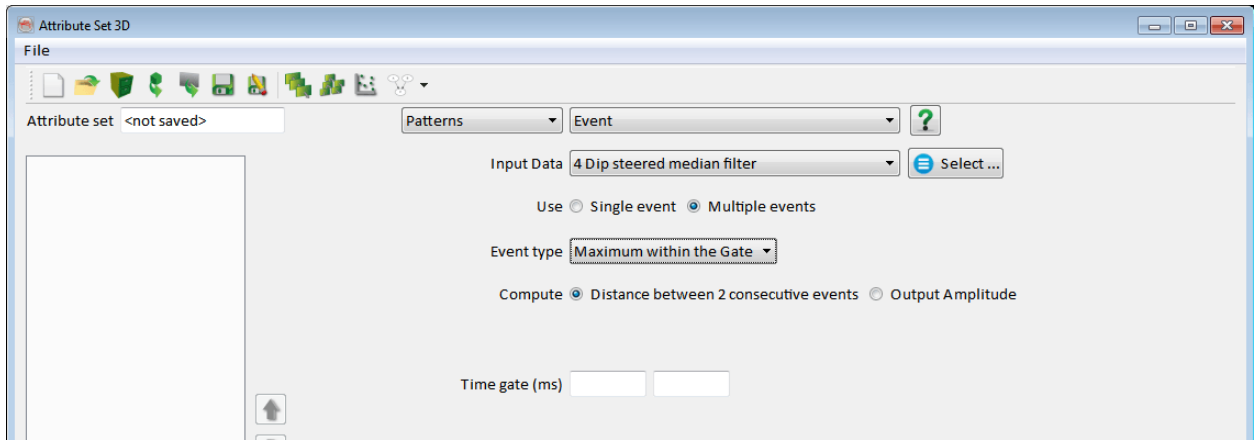 Attribute Set 3D
File
Attribute set <not saved> Patterns Event ?
Input Data 4 Dip steered median filter Select ...
Use Single event Multiple events
Event type Maximum within the Gate
Compute Distance between 2 consecutive events Output Amplitude
Time gate (ms)